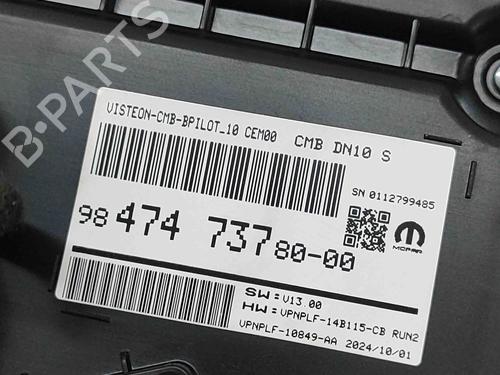 B-PARTS
VISTEON-CMB-BPILOT_10 CEM00 CMB DN10 S
SN 0112799485
98 474 737 80-00
MOPAR
SW = V13.00
HW = VPNPLF-14B115-CB RUN2
VPNPLF-10849-AA 2024/10/01